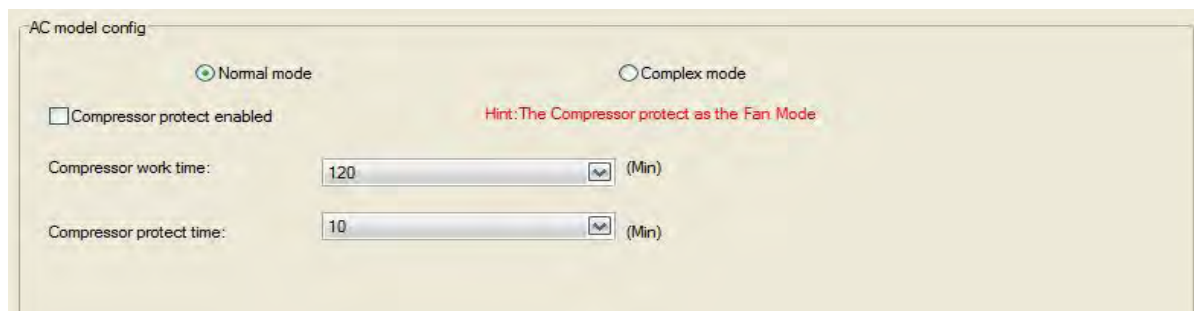 AC model config
Normal mode Complex mode
Compressor protect enabled Hint:The Compressor protect as the Fan Mode
Compressor work time: 120 (Min)
Compressor protect time: 10 (Min)